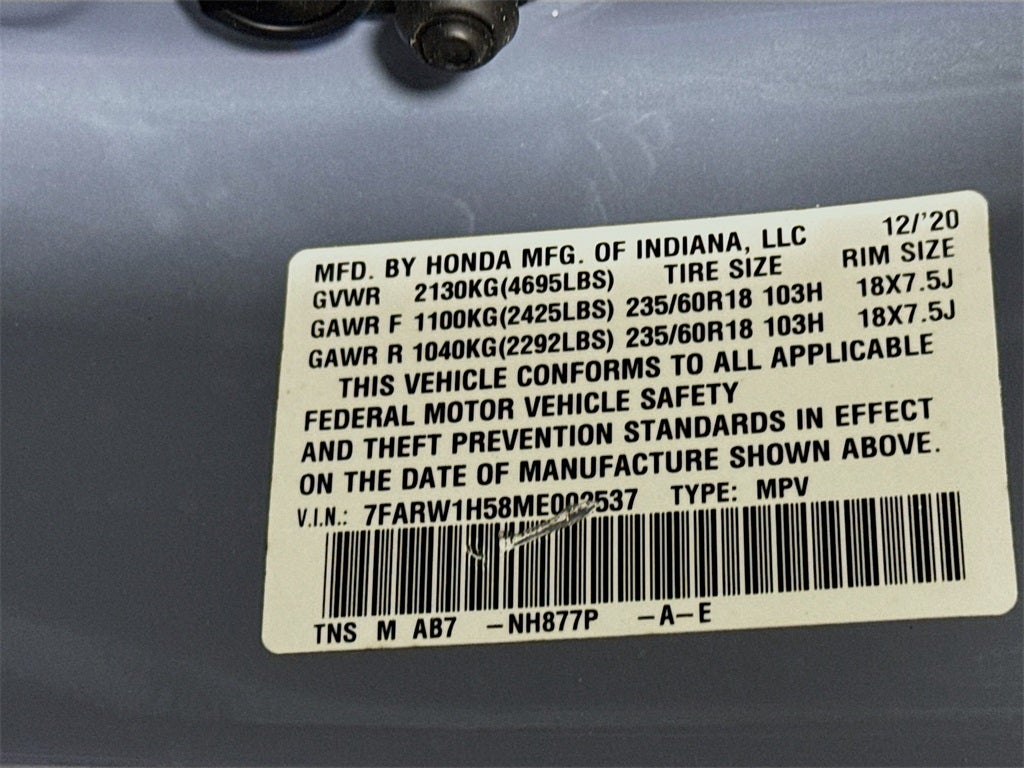 MFD. BY HONDA MFG. OF INDIANA, LLC 12/'20
GVWR 2130KG(4695LBS) TIRE SIZE RIM SIZE
GAWR F 1100KG(2425LBS) 235/60R18 103H 18X7.5J
GAWR R 1040KG(2292LBS) 235/60R18 103H 18X7.5J
THIS VEHICLE CONFORMS TO ALL APPLICABLE
FEDERAL MOTOR VEHICLE SAFETY
AND THEFT PREVENTION STANDARDS IN EFFECT
ON THE DATE OF MANUFACTURE SHOWN ABOVE.
V.I.N.: 7FARW1H58ME002537 TYPE: MPV
TNS M AB7 -NH877P -A-E